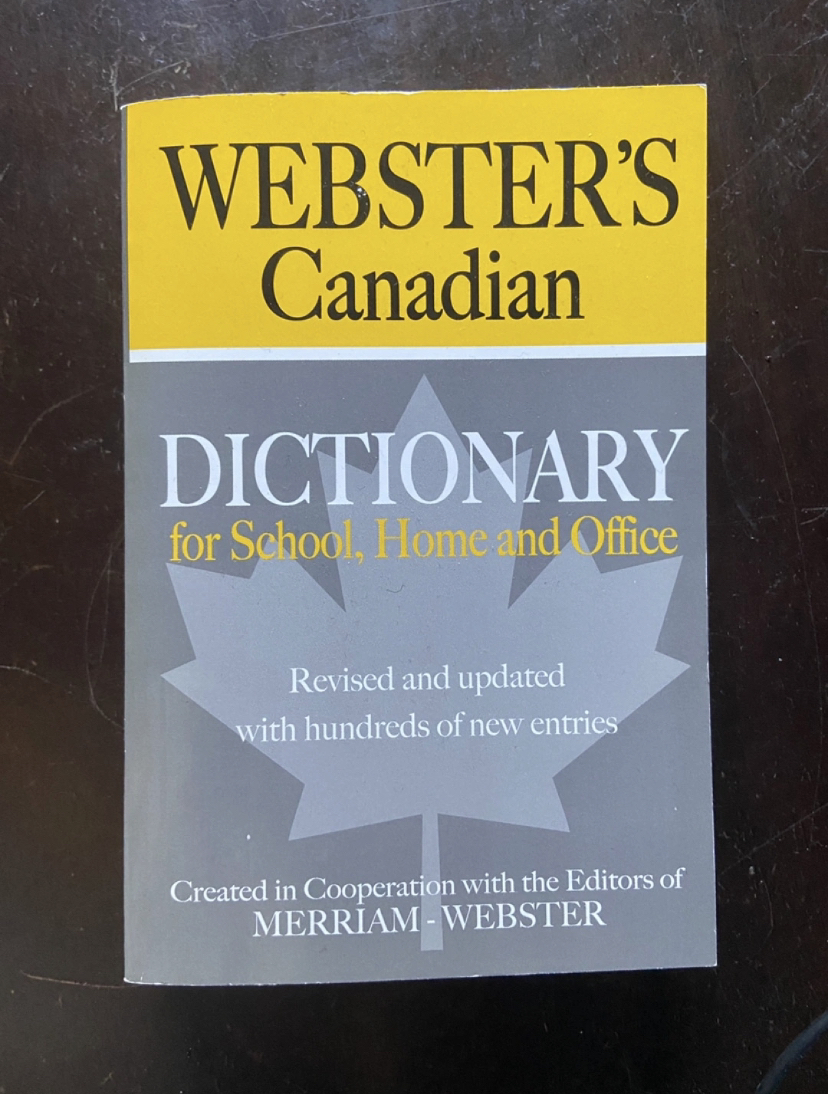 WEBSTER'S
Canadian
DICTIONARY
for School, Home and Office
Revised and updated
with hundreds of new entries
Created in Cooperation with the Editors of
MERRIAM-WEBSTER